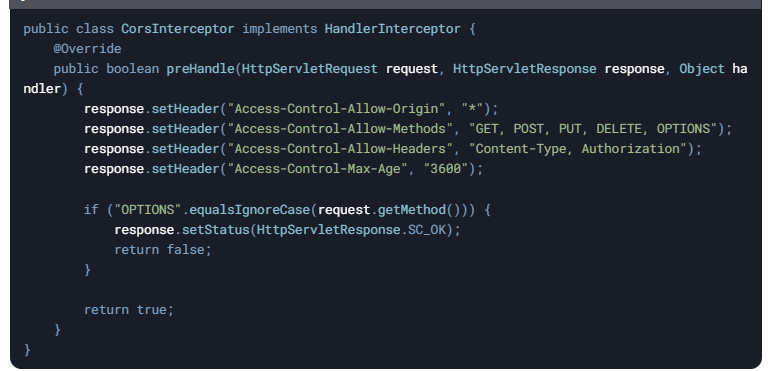 public class CorsInterceptor implements HandlerInterceptor {
    @Override
    public boolean preHandle(HttpServletRequest request, HttpServletResponse response, Object ha
ndler) {
        response.setHeader("Access-Control-Allow-Origin", "*");
        response.setHeader("Access-Control-Allow-Methods", "GET, POST, PUT, DELETE, OPTIONS");
        response.setHeader("Access-Control-Allow-Headers", "Content-Type, Authorization");
        response.setHeader("Access-Control-Max-Age", "3600");

        if ("OPTIONS".equalsIgnoreCase(request.getMethod())) {
            response.setStatus(HttpServletResponse.SC_OK);
            return false;
        }

        return true;
    }
}